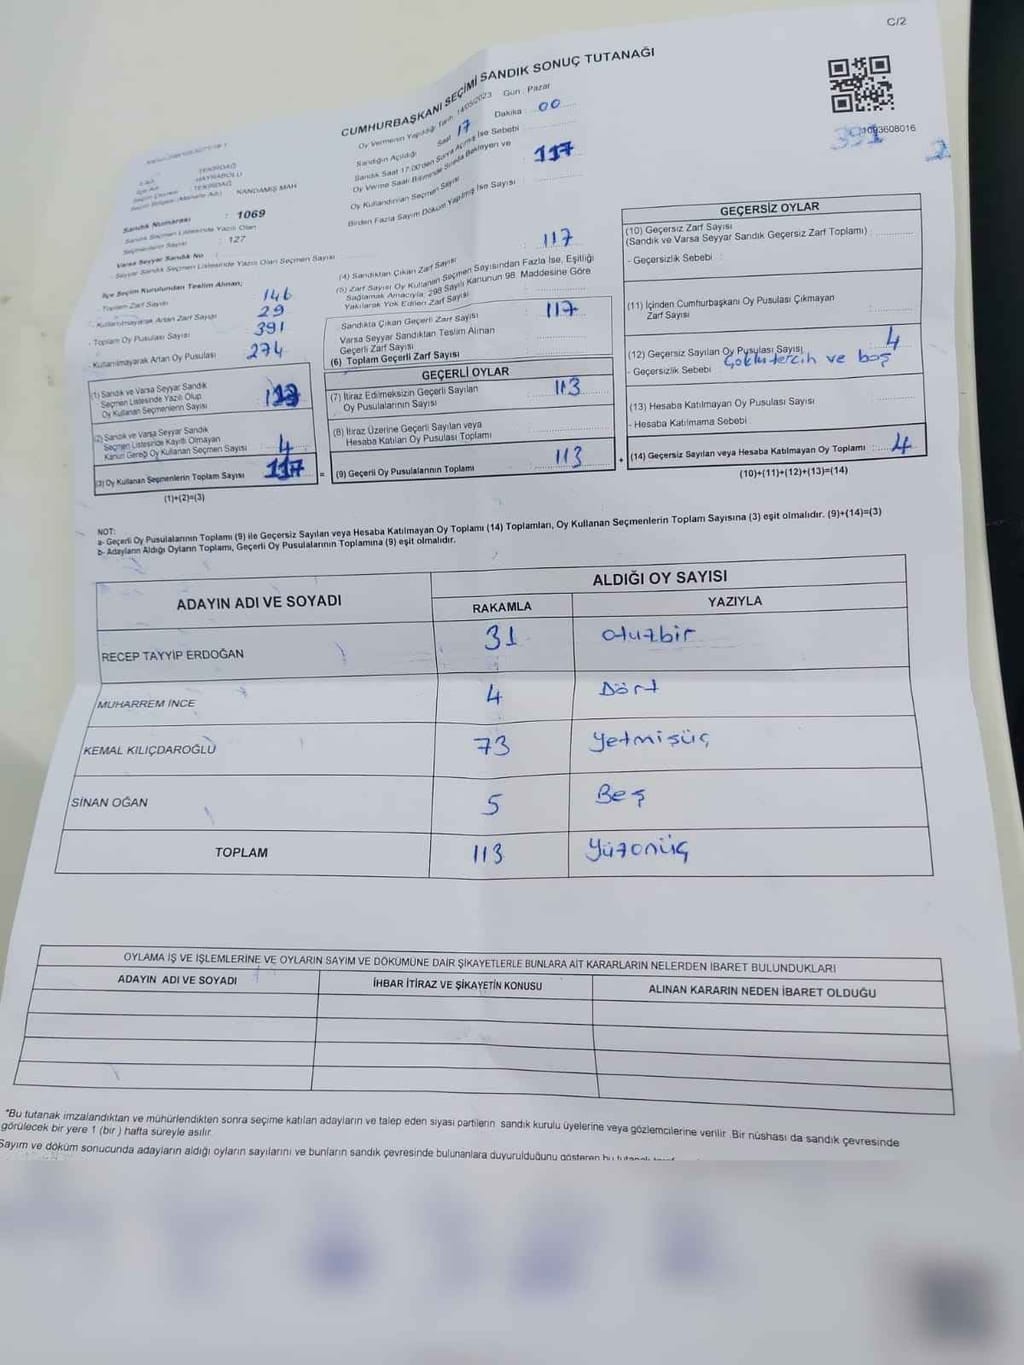 C/2
CUMHURBAŞKANI SEÇİMİ SANDIK SONUÇ TUTANAĞI
Oy Vermenin Yapıldığı Tarih 14/05/2023 Gün : Pazar
Sandığın Açıldığı Saat 17 Dakika 00
Sandık Saat 17:00'den Sonra Açılmış İse Sebebi
Oy Verme Saati Bitiminde Sırada Bekleyen ve
Oy Kullandırılan Seçmen Sayısı 117
Birden Fazla Sayım Döküm Yapılmış İse Sayısı
391 1093608016
2
TEKİRDAĞ
İlçe Adı HAYRABOLU
Seçim Çevresi : TEKİRDAĞ
NANDAMIŞ MAH
Sandık Numarası : 1069
Sandık Seçmen Listesinde Yazılı Olan
Seçmenlerin Sayısı : 127
Varsa Seyyar Sandık No :
Seyyar Sandık Seçmen Listesinde Yazılı Olan Seçmen Sayısı
İlçe Seçim Kurulundan Teslim Alınan;
Toplam Zarf Sayısı 146
- Kullanılmayarak Artan Zarf Sayısı 29
- Toplam Oy Pusulası Sayısı 391
- Kullanılmayarak Artan Oy Pusulası 274
(1) Sandık ve Varsa Seyyar Sandık
Seçmen Listesinde Yazılı Olup
Oy Kullanan Seçmenlerin Sayısı
(2) Sandık ve Varsa Seyyar Sandık
Seçmen Listesinde Kayıtlı Olmayan
Kanun Gereği Oy Kullanan Seçmen Sayısı 4
(3) Oy Kullanan Seçmenlerin Toplam Sayısı 117
(1)+(2)=(3)
(4) Sandıktan Çıkan Zarf Sayısı 117
(5) Zarf Sayısı Oy Kullanan Seçmen Sayısından Fazla İse, Eşitliği
Sağlamak Amacıyla, 298 Sayılı Kanunun 98. Maddesine Göre
Yakılarak Yok Edilen Zarf Sayısı
Sandıkta Çıkan Geçerli Zarf Sayısı 117
Varsa Seyyar Sandıktan Teslim Alınan
Geçerli Zarf Sayısı
(6) Toplam Geçerli Zarf Sayısı
=
GEÇERLİ OYLAR
(7) İtiraz Edilmeksizin Geçerli Sayılan
Oy Pusulalarının Sayısı 113
(8) İtiraz Üzerine Geçerli Sayılan veya
Hesaba Katılan Oy Pusulası Toplamı
(9) Geçerli Oy Pusulalarının Toplamı 113
+
GEÇERSİZ OYLAR
(10) Geçersiz Zarf Sayısı
(Sandık ve Varsa Seyyar Sandık Geçersiz Zarf Toplamı)
- Geçersizlik Sebebi :
(11) İçinden Cumhurbaşkanı Oy Pusulası Çıkmayan
Zarf Sayısı
(12) Geçersiz Sayılan Oy Pusulası Sayısı 4
- Geçersizlik Sebebi Çoklu tercih ve boş
(13) Hesaba Katılmayan Oy Pusulası Sayısı
- Hesaba Katılmama Sebebi :
(14) Geçersiz Sayılan veya Hesaba Katılmayan Oy Toplamı : 4
(10)+(11)+(12)+(13)=(14)
NOT:
a- Geçerli Oy Pusulalarının Toplamı (9) ile Geçersiz Sayılan veya Hesaba Katılmayan Oy Toplamı (14) Toplamları, Oy Kullanan Seçmenlerin Toplam Sayısına (3) eşit olmalıdır. (9)+(14)=(3)
b- Adayların Aldığı Oyların Toplamı, Geçerli Oy Pusulalarının Toplamına (9) eşit olmalıdır.
ADAYIN ADI VE SOYADI ALDIĞI OY SAYISI
RAKAMLA YAZIYLA
RECEP TAYYİP ERDOĞAN 31 otuzbir
MUHARREM İNCE 4 Dört
KEMAL KILIÇDAROĞLU 73 Yetmişüç
SİNAN OĞAN 5 Beş
TOPLAM 113 Yüzonüç
OYLAMA İŞ VE İŞLEMLERİNE VE OYLARIN SAYIM VE DÖKÜMÜNE DAİR ŞİKAYETLERLE BUNLARA AİT KARARLARIN NELERDEN İBARET BULUNDUKLARI
ADAYIN ADI VE SOYADI İHBAR İTİRAZ VE ŞİKAYETİN KONUSU ALINAN KARARIN NEDEN İBARET OLDUĞU
*Bu tutanak imzalandıktan ve mühürlendikten sonra seçime katılan adayların ve talep eden siyasi partilerin sandık kurulu üyelerine veya gözlemcilerine verilir. Bir nüshası da sandık çevresinde
görülecek bir yere 1 (bir ) hafta süreyle asılır.
Sayım ve döküm sonucunda adayların aldığı oyların sayılarını ve bunların sandık çevresinde bulunanlara duyurulduğunu gösteren bu